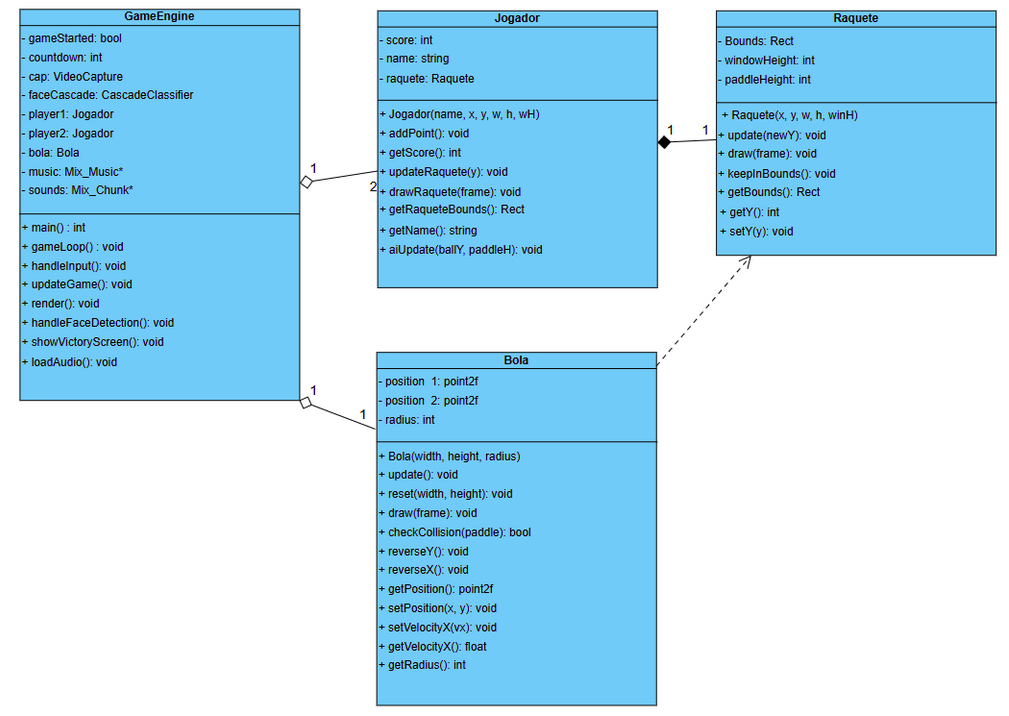 GameEngine
- gameStarted: bool
- countdown: int
- cap: VideoCapture
- faceCascade: CascadeClassifier
- player1: Jogador
- player2: Jogador
- bola: Bola
- music: Mix_Music*
- sounds: Mix_Chunk*
+ main() : int
+ gameLoop() : void
+ handleInput(): void
+ updateGame(): void
+ render(): void
+ handleFaceDetection(): void
+ showVictoryScreen(): void
+ loadAudio(): void
1
2
Jogador
- score: int
- name: string
- raquete: Raquete
+ Jogador(name, x, y, w, h, wH)
+ addPoint(): void
+ getScore(): int
+ updateRaquete(y): void
+ drawRaquete(frame): void
+ getRaqueteBounds(): Rect
+ getName(): string
+ aiUpdate(ballY, paddleH): void
1
1
Raquete
- Bounds: Rect
- windowHeight: int
- paddleHeight: int
+ Raquete(x, y, w, h, winH)
+ update(newY): void
+ draw(frame): void
+ keepInBounds(): void
+ getBounds(): Rect
+ getY(): int
+ setY(y): void
1
1
Bola
- position 1: point2f
- position 2: point2f
- radius: int
+ Bola(width, height, radius)
+ update(): void
+ reset(width, height): void
+ draw(frame): void
+ checkCollision(paddle): bool
+ reverseY(): void
+ reverseX(): void
+ getPosition(): point2f
+ setPosition(x, y): void
+ setVelocityX(vx): void
+ getVelocityX(): float
+ getRadius(): int